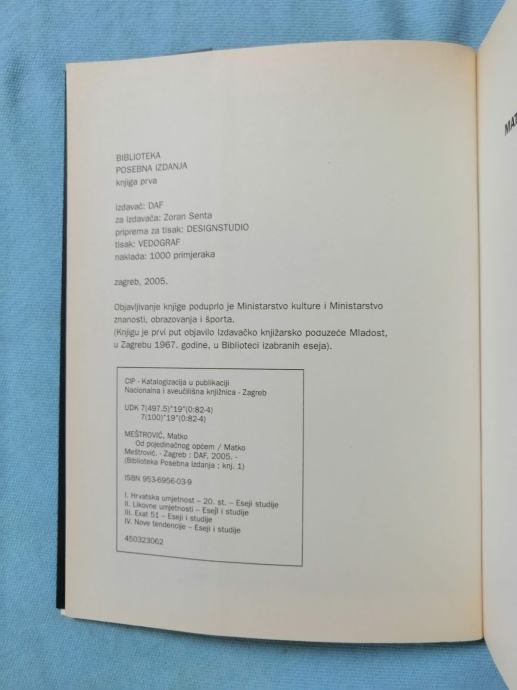 BIBLIOTEKA
POSEBNA IZDANJA
knjiga prva
izdavač: DAF
za izdavača: Zoran Senta
priprema za tisak: DESIGNSTUDIO
tisak: VEDOGRAF
naklada: 1000 primjeraka
zagreb, 2005.
Objavljivanje knjige poduprlo je Ministarstvo kulture i Ministarstvo
znanosti, obrazovanja i športa.
(Knjigu je prvi put objavilo Izdavačko knjižarsko poduzeće Mladost,
u Zagrebu 1967. godine, u Biblioteci izabranih eseja).
CIP - Katalogizacija u publikaciji
Nacionalna i sveučilišna knjižnica - Zagreb
UDK 7(497.5)"19"(0:82-4)
7(100)"19"(0:82-4)
MEŠTROVIĆ, Matko
Od pojedinačnog općem / Matko
Meštrović. - Zagreb : DAF, 2005. -
(Biblioteka Posebna Izdanja ; knj. 1)
ISBN 953-6956-03-9
I. Hrvatska umjetnost – 20. st. – Eseji studije
II. Likovne umjetnosti – Eseji i studije
III. Exat 51 – Eseji i studije
IV. Nove tendencije – Eseji i studije
450323062
MAT